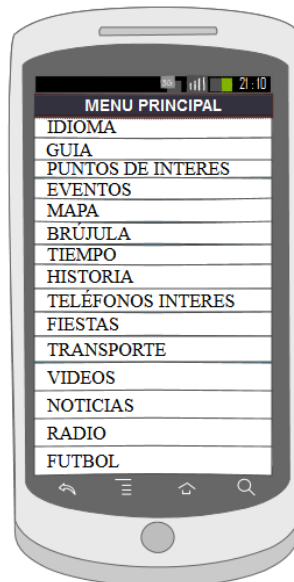 3G 21:10
MENU PRINCIPAL
IDIOMA
GUIA
PUNTOS DE INTERES
EVENTOS
MAPA
BRÚJULA
TIEMPO
HISTORIA
TELÉFONOS INTERES
FIESTAS
TRANSPORTE
VIDEOS
NOTICIAS
RADIO
FUTBOL